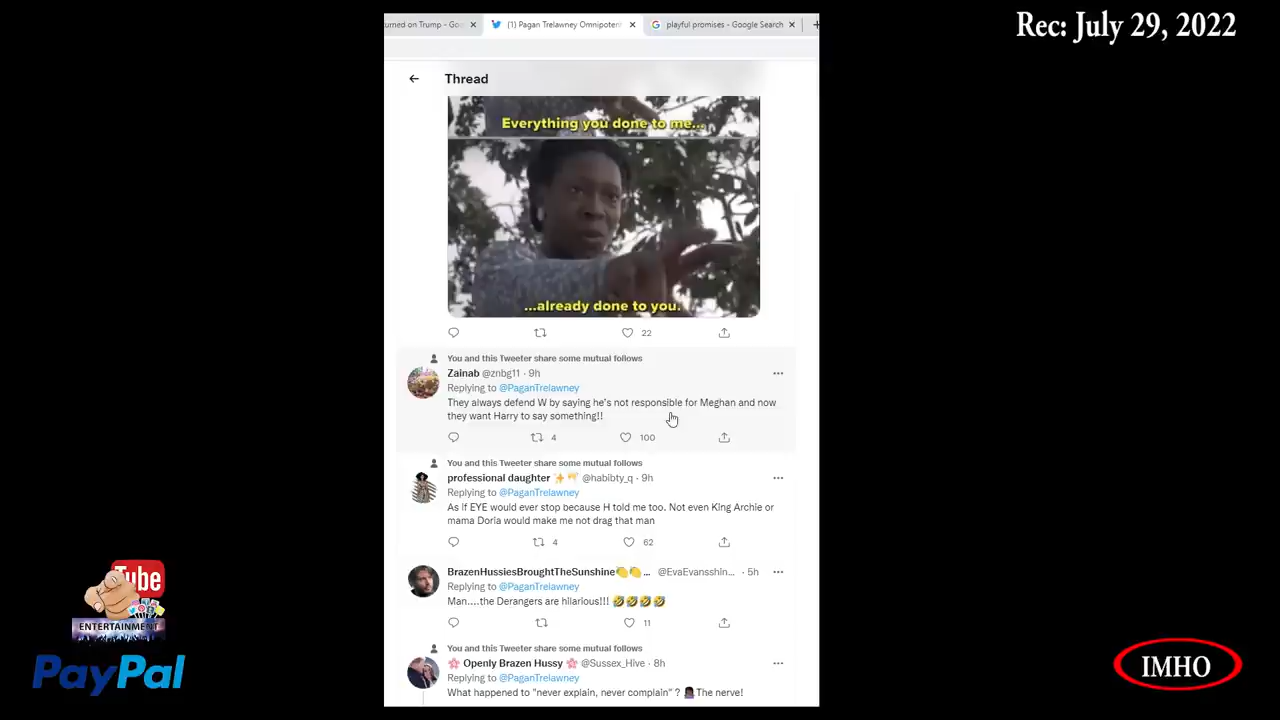 Rec: July 29, 2022
urned on Trump - Goo
(1) Pagan Trelawney Omnipoten
playful promises - Google Search
Thread
Everything you done to me...
...already done to you.
22
You and this Tweeter share some mutual follows
Zainab @znbg11 · 9h
Replying to @PaganTrelawney
They always defend W by saying he's not responsible for Meghan and now
they want Harry to say something!!
4 100
You and this Tweeter share some mutual follows
professional daughter ✨ @habibty_q · 9h
Replying to @PaganTrelawney
As If EYE would ever stop because H told me too. Not even King Archie or
mama Doria would make me not drag that man
4 62
BrazenHussiesBroughtTheSunshine👏👏 ... @EvaEvansshin... · 5h
Replying to @PaganTrelawney
Man....the Derangers are hilarious!!! 🤣🤣🤣🤣
11
You and this Tweeter share some mutual follows
🌸 Openly Brazen Hussy 🌸 @Sussex_Hive · 8h
Replying to @PaganTrelawney
What happened to "never explain, never complain" ? The nerve!
Tube
ENTERTAINMENT
PayPal
IMHO